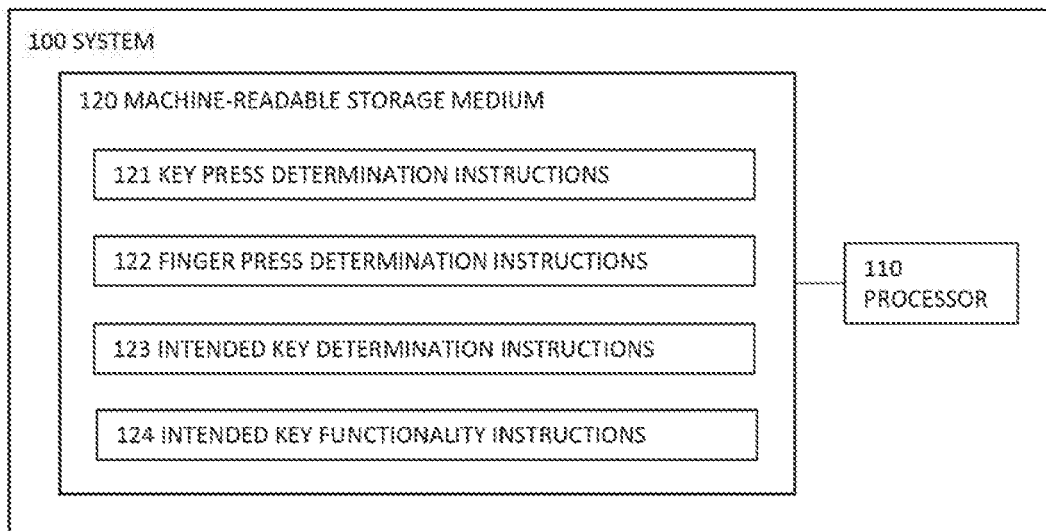 100 SYSTEM
120 MACHINE-READABLE STORAGE MEDIUM
121 KEY PRESS DETERMINATION INSTRUCTIONS
122 FINGER PRESS DETERMINATION INSTRUCTIONS
123 INTENDED KEY DETERMINATION INSTRUCTIONS
124 INTENDED KEY FUNCTIONALITY INSTRUCTIONS
110
PROCESSOR